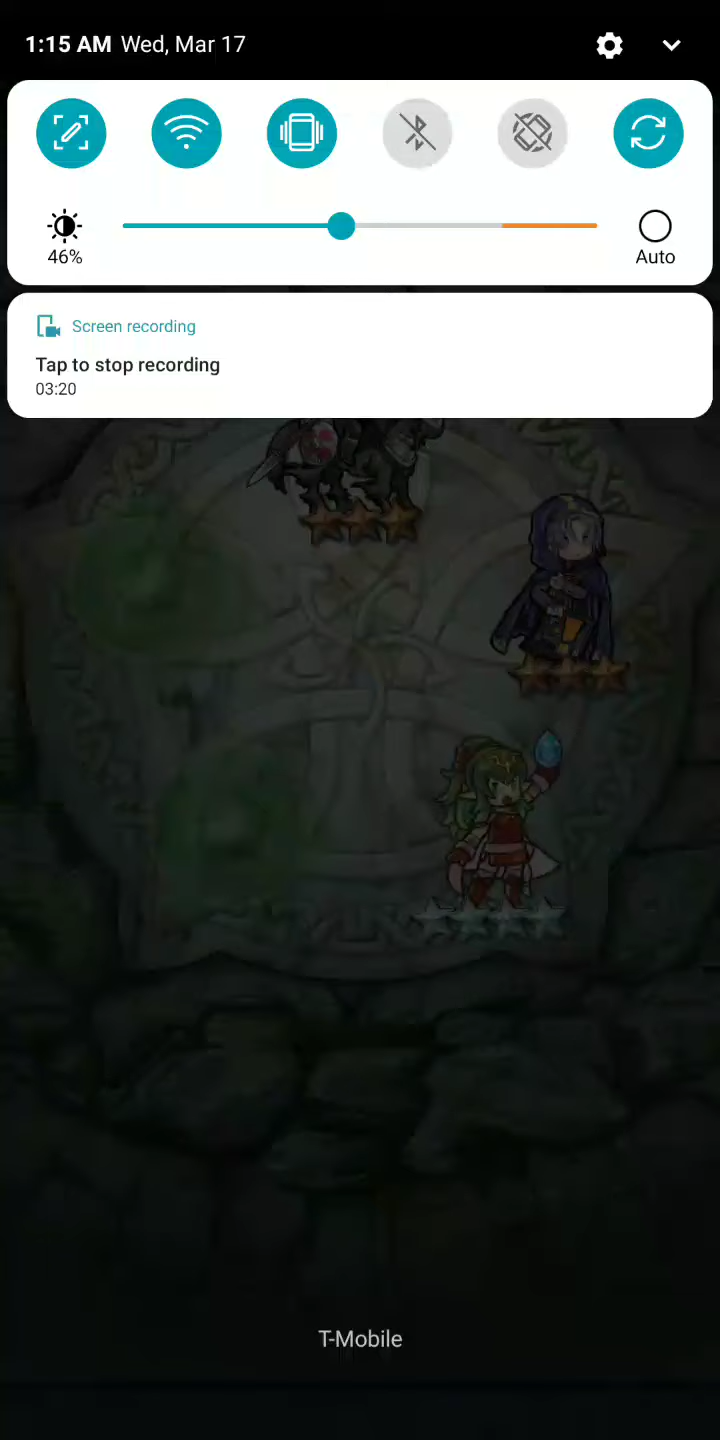 1:15 AM Wed, Mar 17
46%
Auto
Screen recording
Tap to stop recording
03:20
T-Mobile